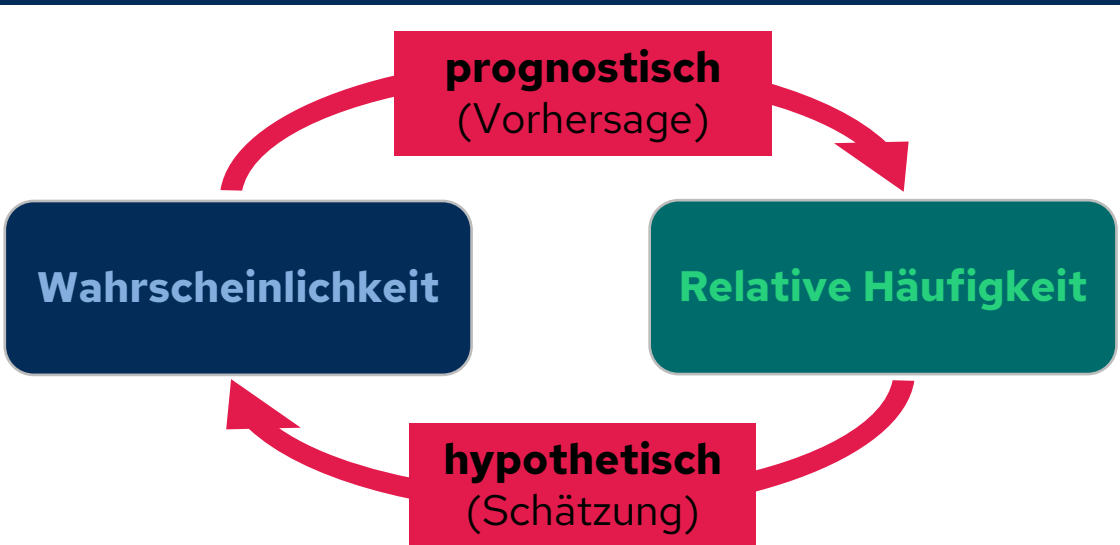 prognostisch
(Vorhersage)
Wahrscheinlichkeit
Relative Häufigkeit
hypothetisch
(Schätzung)